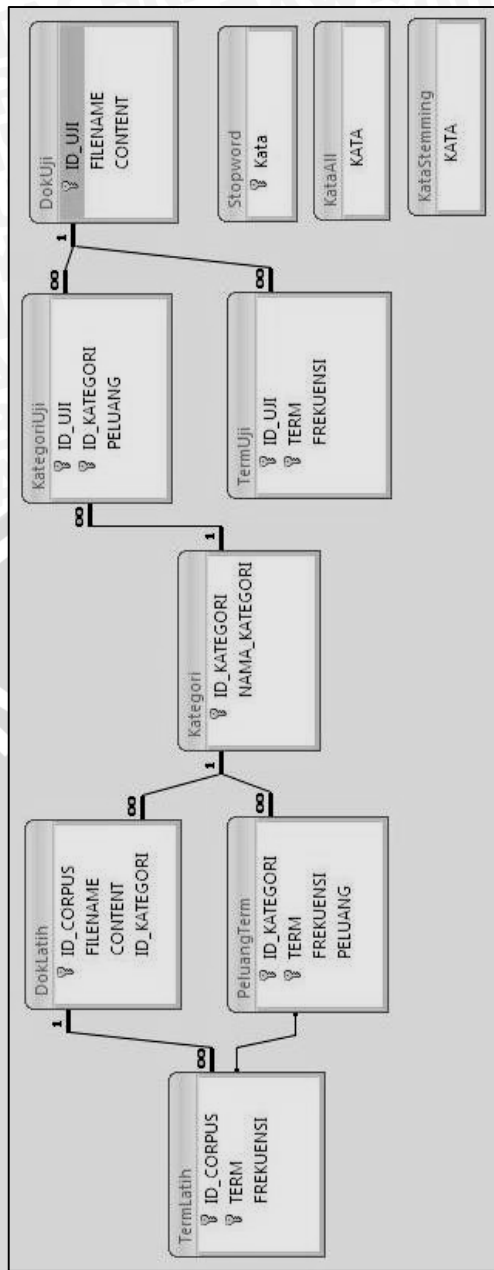 TermLatih
ID_CORPUS
TERM
FREKUENSI
DokLatih
ID_CORPUS
FILENAME
CONTENT
ID_KATEGORI
PeluangTerm
ID_KATEGORI
TERM
FREKUENSI
PELUANG
Kategori
ID_KATEGORI
NAMA_KATEGORI
KategoriUji
ID_UJI
ID_KATEGORI
PELUANG
TermUji
ID_UJI
TERM
FREKUENSI
DokUji
ID_UJI
FILENAME
CONTENT
Stopword
Kata
KataAll
KATA
KataStemming
KATA
1
∞
1
∞
∞
1
∞
1
∞
∞